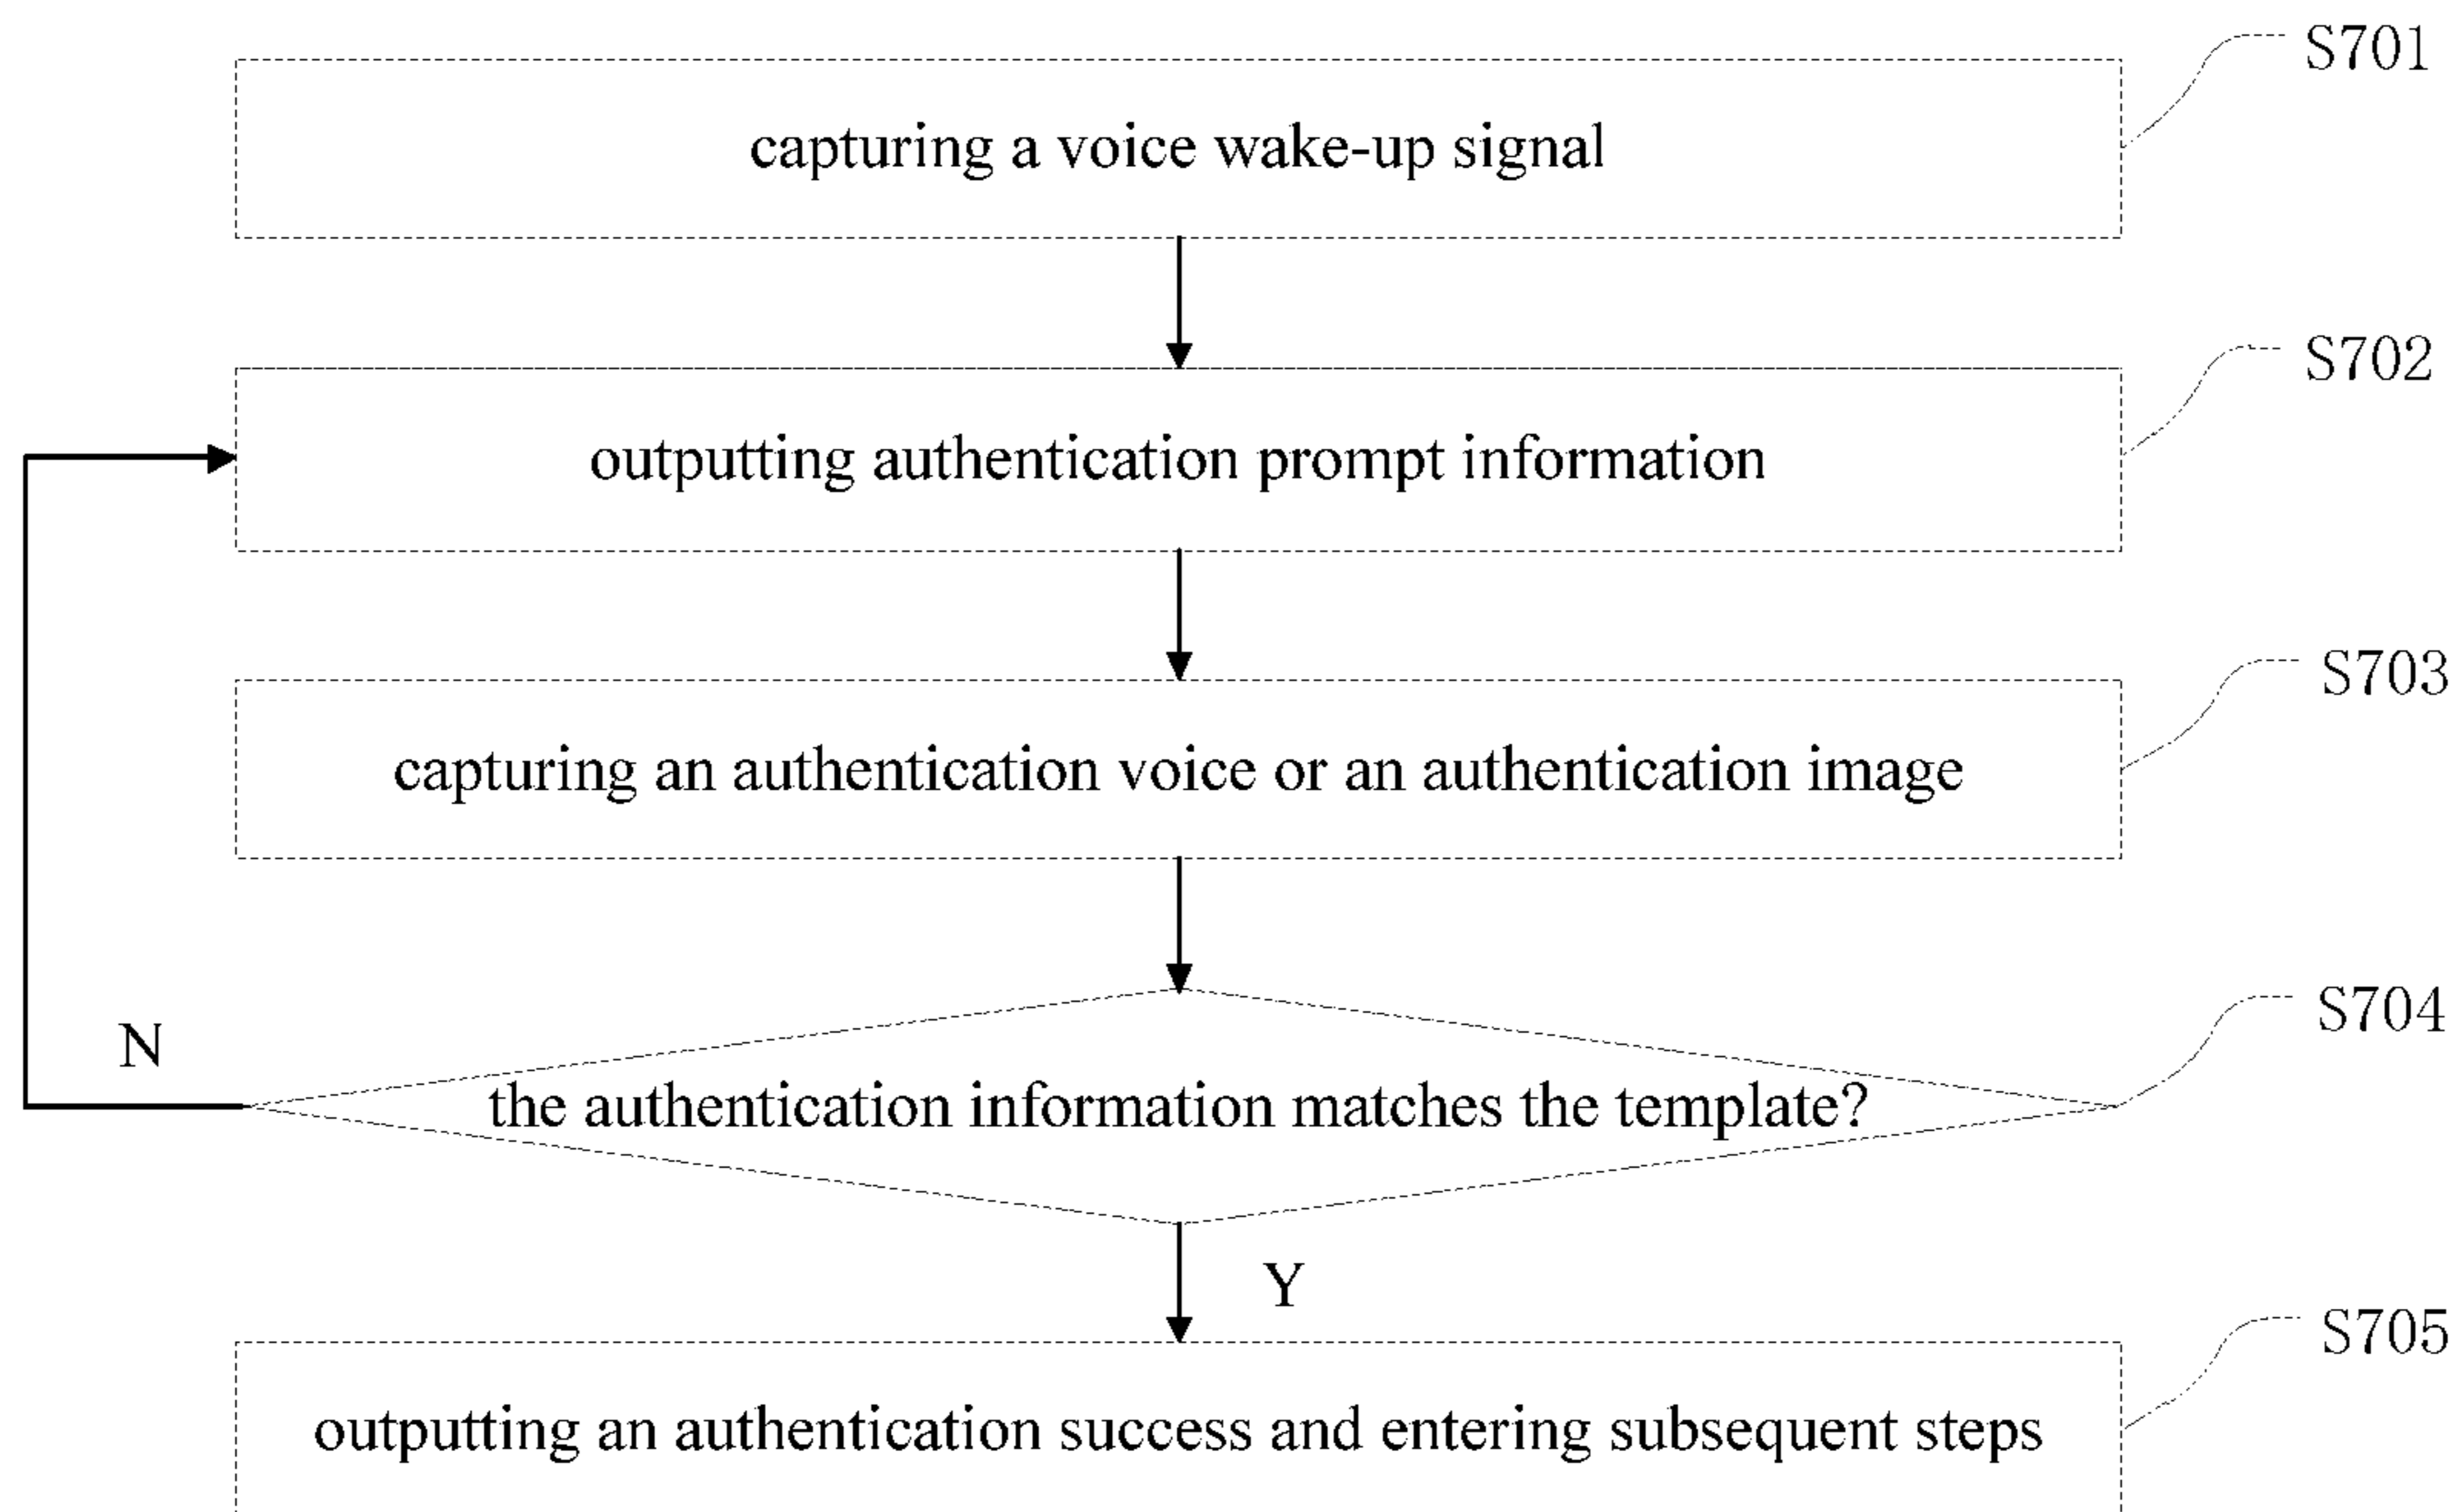 S701
capturing a voice wake-up signal
S702
outputting authentication prompt information
S703
capturing an authentication voice or an authentication image
S704
N
the authentication information matches the template?
Y
S705
outputting an authentication success and entering subsequent steps